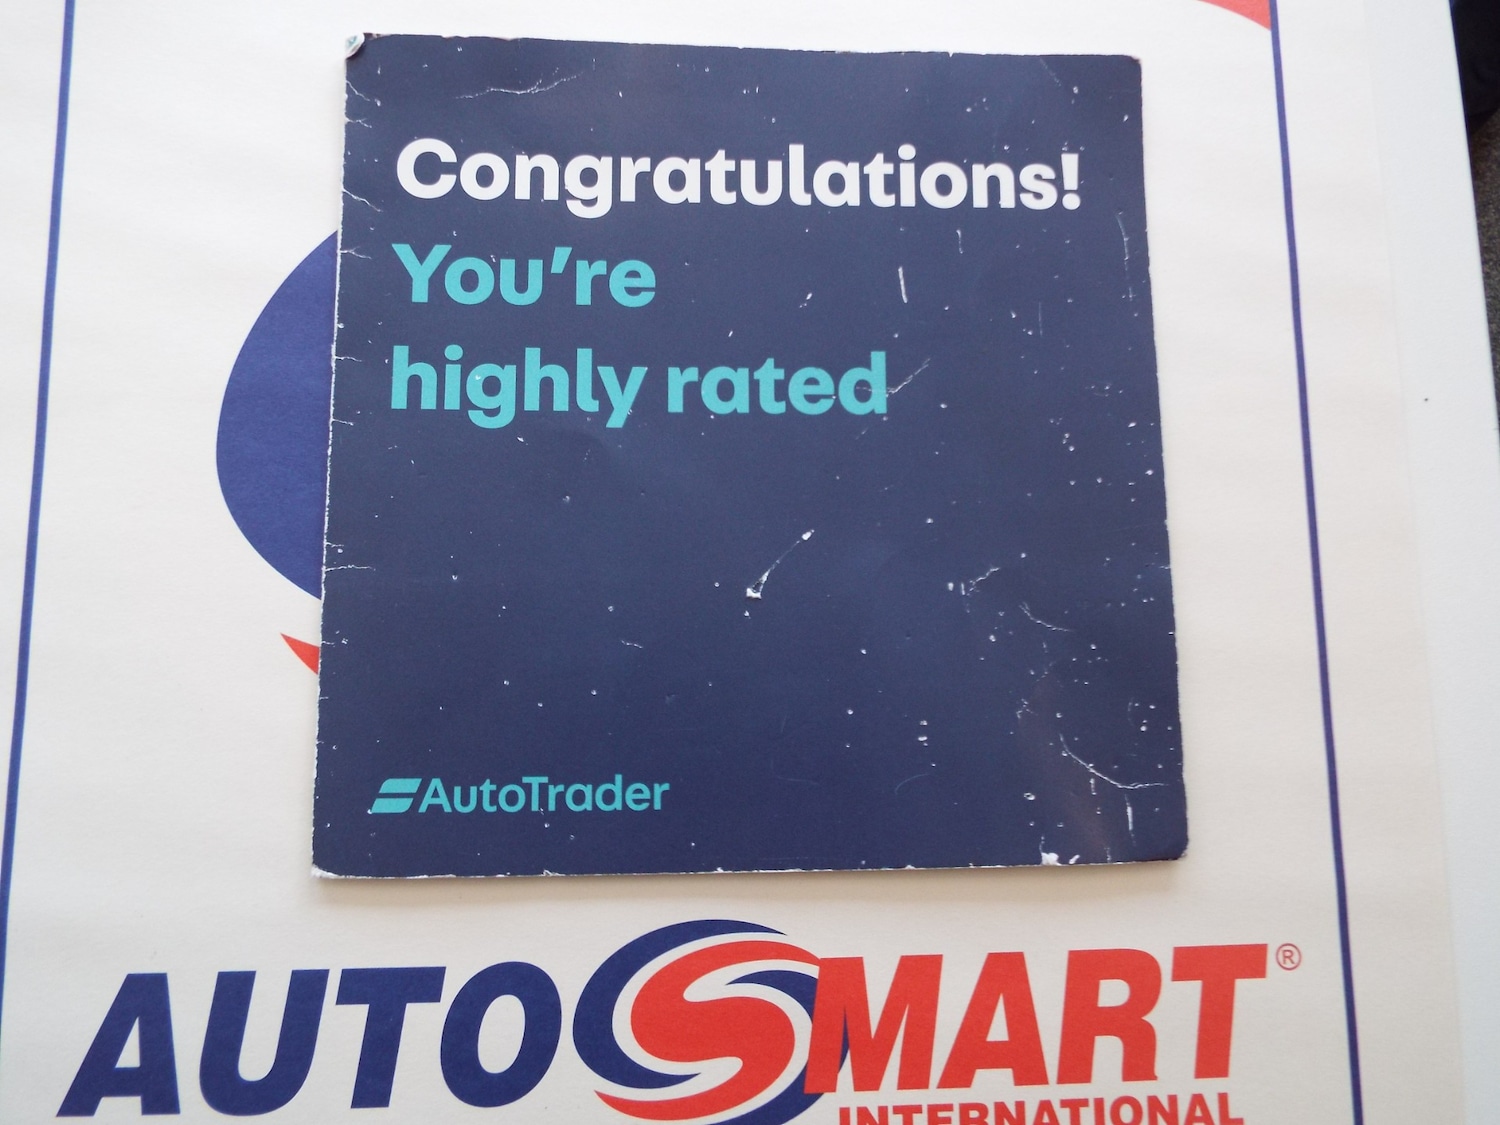 Congratulations!
You’re
highly rated
AutoTrader
AUTOSMART®
INTERNATIONAL